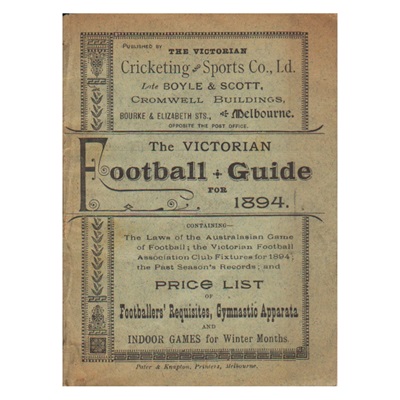 PUBLISHED BY
THE VICTORIAN
Cricketing and Sports Co., Ld.
Late BOYLE & SCOTT,
CROMWELL BUILDINGS,
BOURKE & ELIZABETH STS., Melbourne.
OPPOSITE THE POST OFFICE.
The VICTORIAN
Football + Guide
FOR
1894.
CONTAINING—
The Laws of the Australasian Game
of Football; the Victorian Football
Association Club Fixtures for 1894;
the Past Season's Records; and
PRICE LIST
OF
Footballers' Requisites, Gymnastic Apparata
AND
INDOOR GAMES for Winter Months.
Pater & Knapton, Printers, Melbourne.